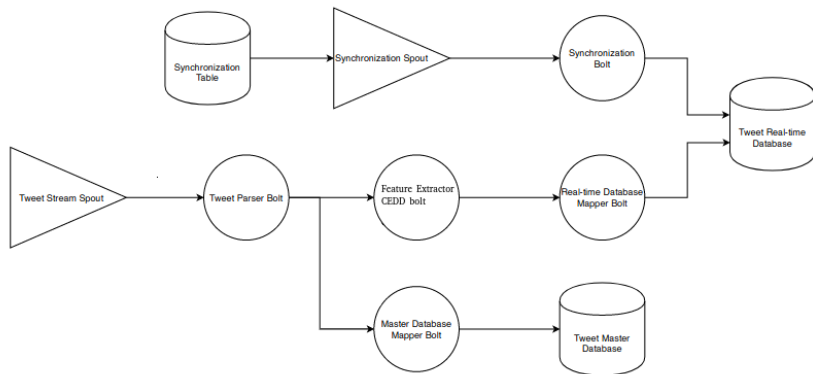 Synchronization
Table
Synchronization Spout
Synchronization
Bolt
Tweet Real-time
Database
Tweet Stream Spout
Tweet Parser Bolt
Feature Extractor
CEDD bolt
Real-time Database
Mapper Bolt
Master Database
Mapper Bolt
Tweet Master
Database